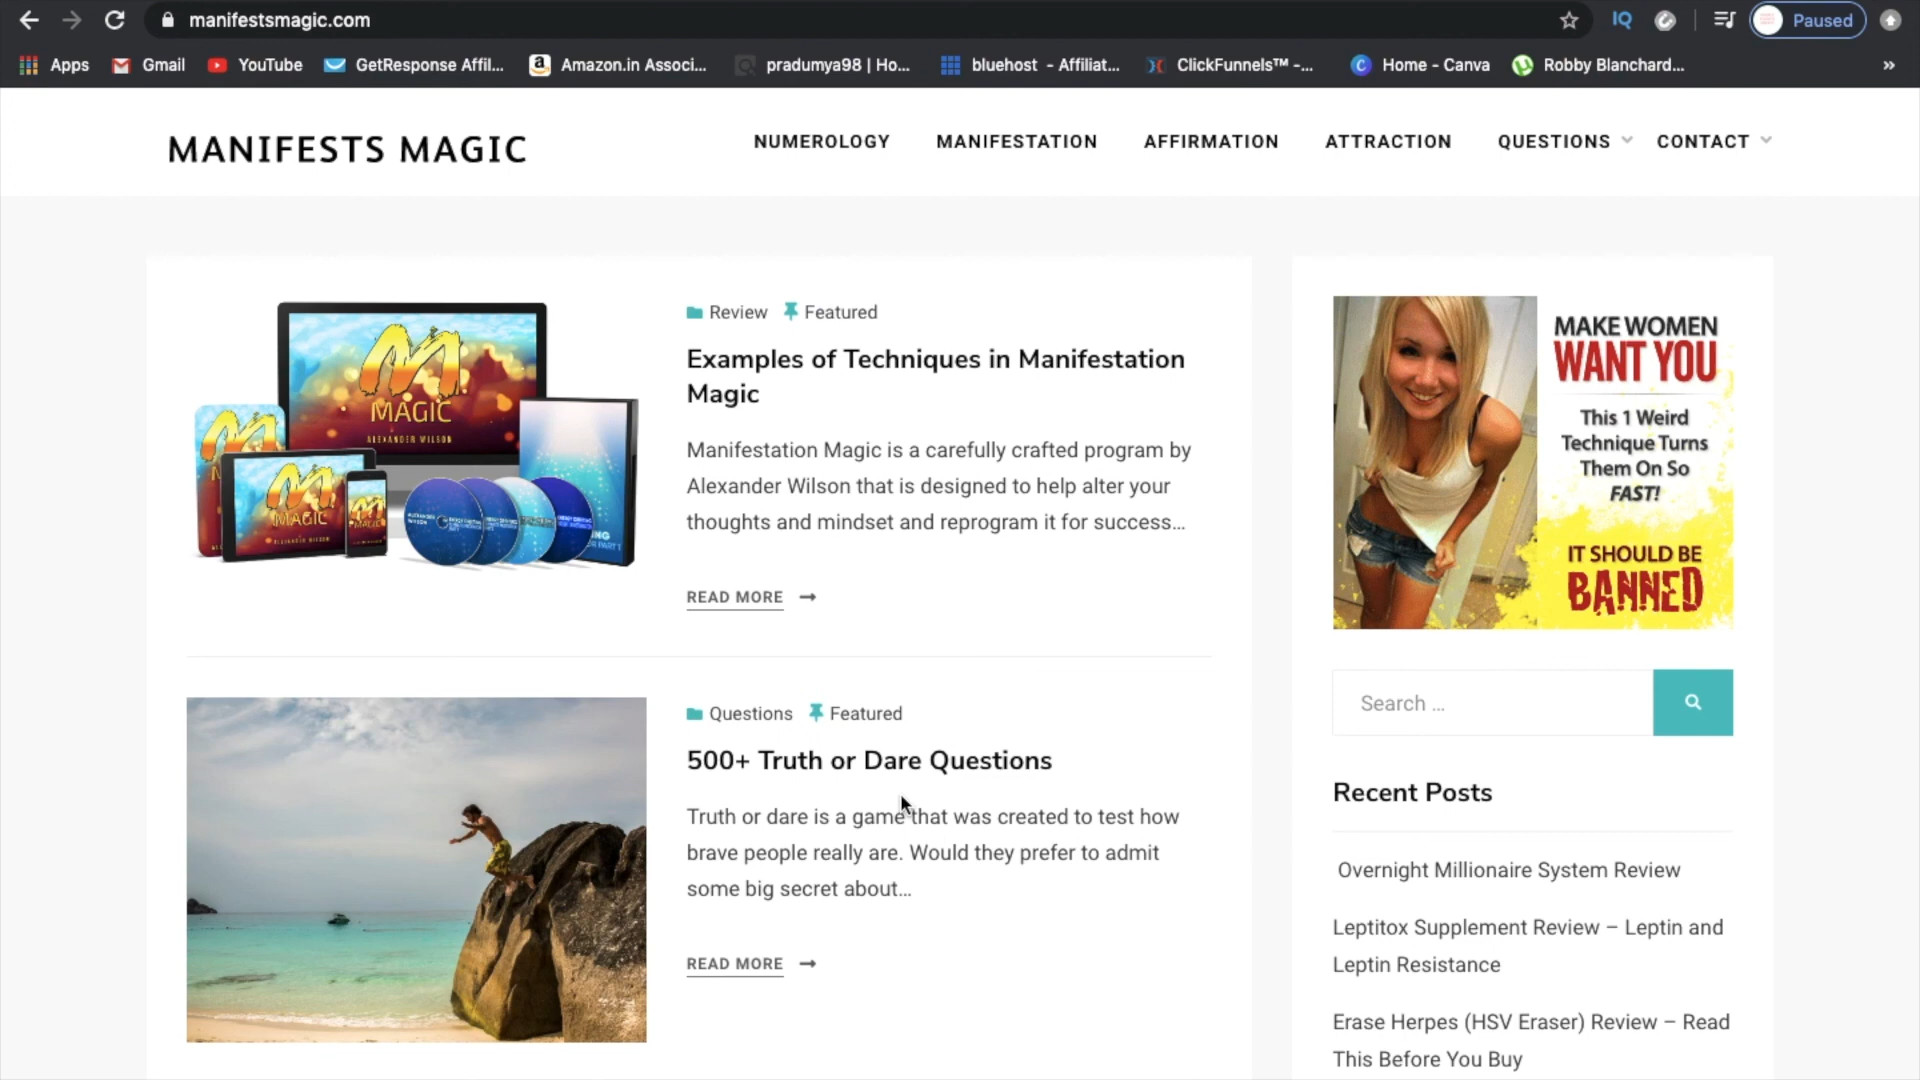 manifestsmagic.com
IQ
Paused
Apps
Gmail
YouTube
GetResponse Affil...
Amazon.in Associ...
pradumya98 | Ho...
bluehost - Affiliat...
ClickFunnels™ -...
Home - Canva
Robby Blanchard...
»
MANIFESTS MAGIC
NUMEROLOGY
MANIFESTATION
AFFIRMATION
ATTRACTION
QUESTIONS
CONTACT
MAGIC
ALEXANDER WILSON
MAGIC
Review
Featured
Examples of Techniques in Manifestation
Magic
Manifestation Magic is a carefully crafted program by
Alexander Wilson that is designed to help alter your
thoughts and mindset and reprogram it for success...
READ MORE
Questions
Featured
500+ Truth or Dare Questions
Truth or dare is a game that was created to test how
brave people really are. Would they prefer to admit
some big secret about...
READ MORE
MAKE WOMEN
WANT YOU
This 1 Weird
Technique Turns
Them On So
FAST!
IT SHOULD BE
BANNED
Search ...
Recent Posts
Overnight Millionaire System Review
Leptitox Supplement Review – Leptin and
Leptin Resistance
Erase Herpes (HSV Eraser) Review – Read
This Before You Buy